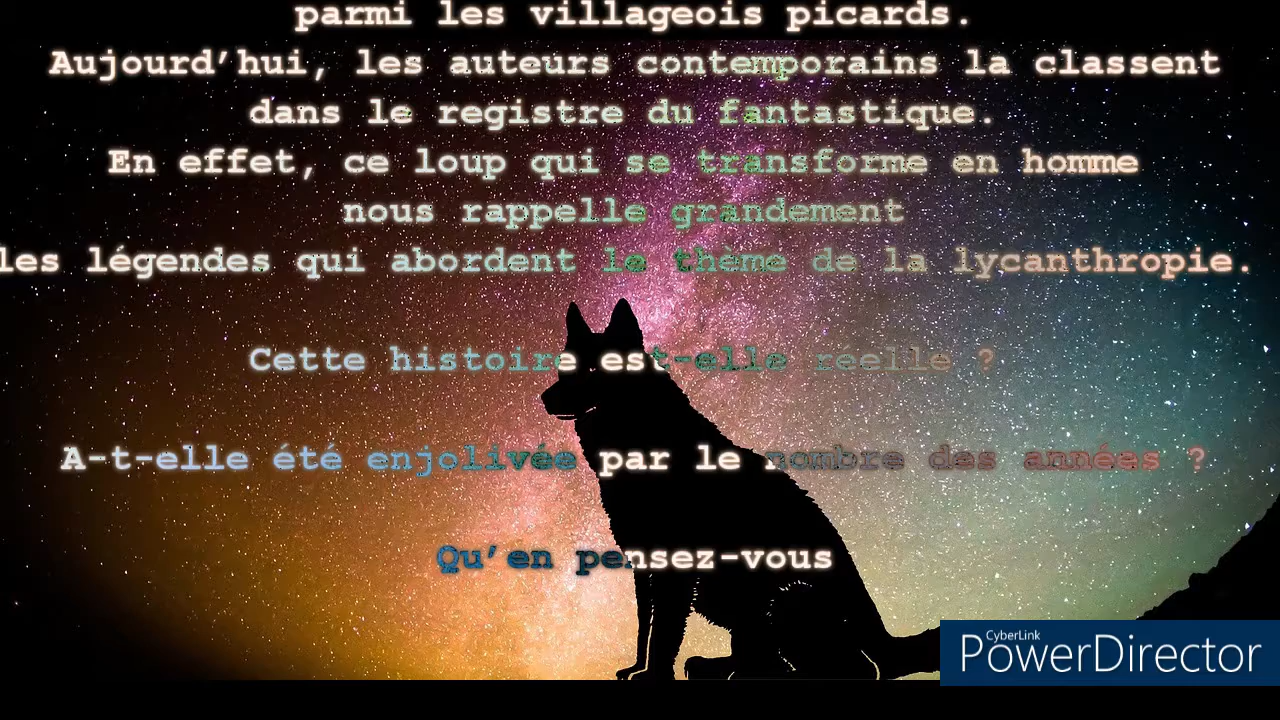 parmi les villageois picards.
Aujourd’hui, les auteurs contemporains la classent
dans le registre du fantastique.
En effet, ce loup qui se transforme en homme
nous rappelle grandement
les légendes qui abordent le thème de la lycanthropie.
Cette histoire est-elle réelle ?
A-t-elle été enjolivée par le nombre des années ?
Qu’en pensez-vous
CyberLink
PowerDirector